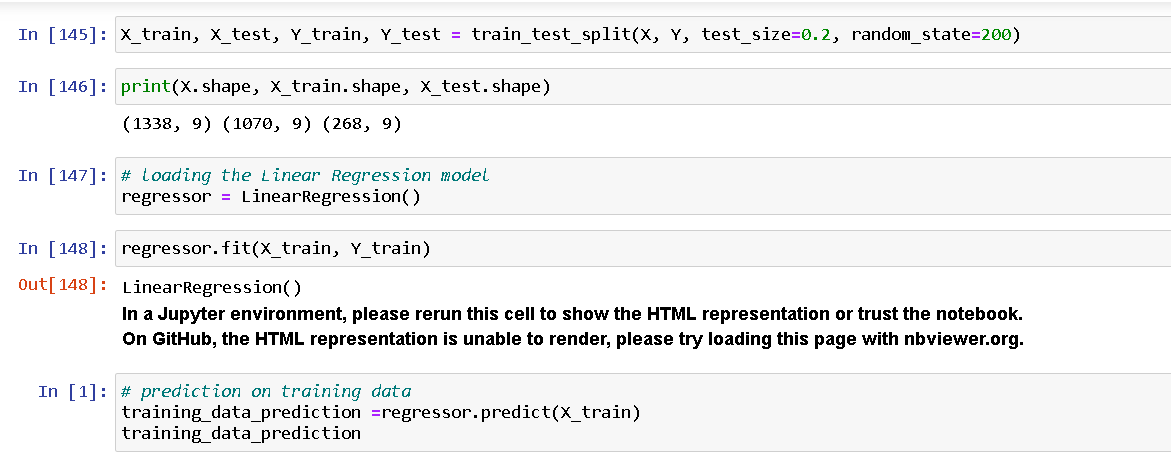 In [145]: X_train, X_test, Y_train, Y_test = train_test_split(X, Y, test_size=0.2, random_state=200)
In [146]: print(X.shape, X_train.shape, X_test.shape)
(1338, 9) (1070, 9) (268, 9)
In [147]: # loading the Linear Regression model
regressor = LinearRegression()
In [148]: regressor.fit(X_train, Y_train)
Out[148]: LinearRegression()
In a Jupyter environment, please rerun this cell to show the HTML representation or trust the notebook.
On GitHub, the HTML representation is unable to render, please try loading this page with nbviewer.org.
In [1]: # prediction on training data
training_data_prediction =regressor.predict(X_train)
training_data_prediction